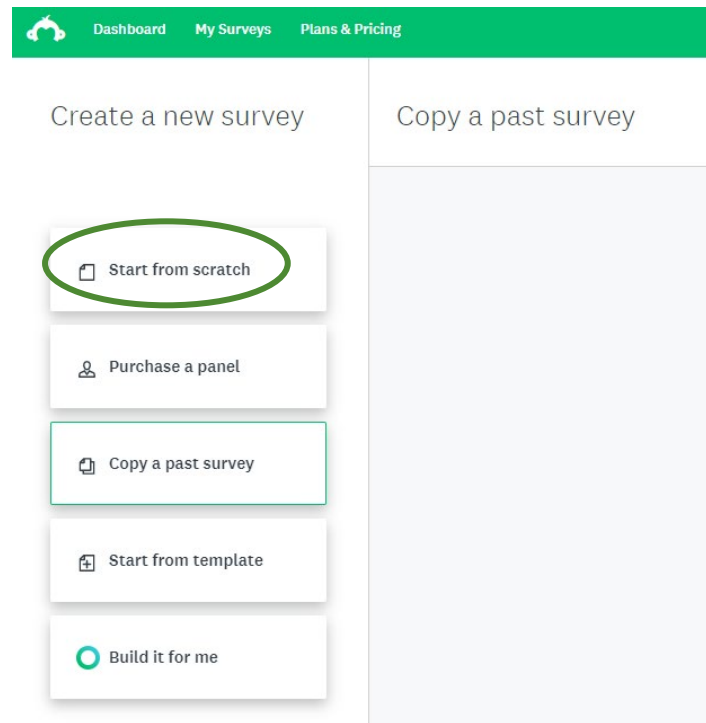 Dashboard My Surveys Plans & Pricing
Create a new survey
Copy a past survey
Start from scratch
Purchase a panel
Copy a past survey
Start from template
Build it for me